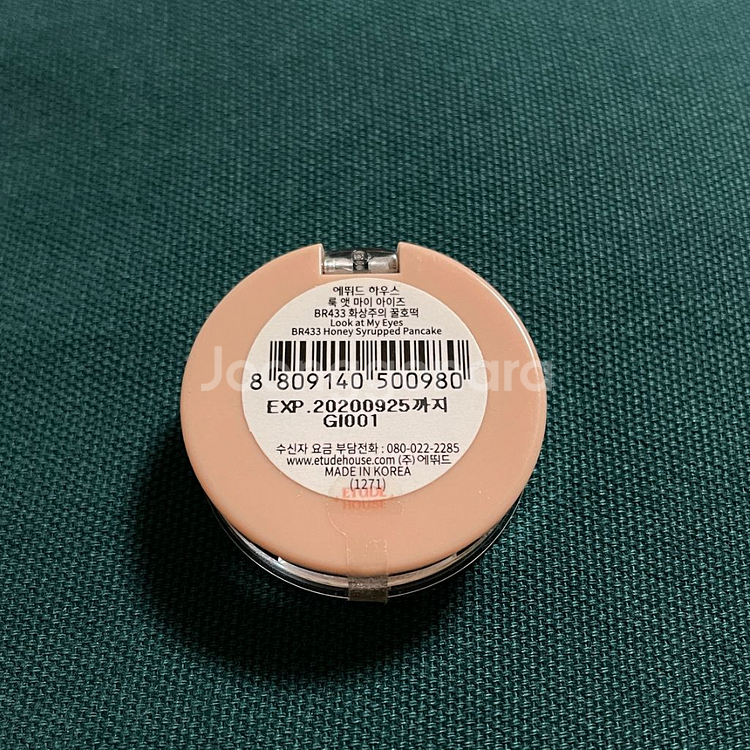 에뛰드 하우스
룩 앳 마이 아이즈
BR433 화상주의 꿀호떡
Look at My Eyes
BR433 Honey Syrupped Pancake
8 809140 500980
EXP.20200925까지
GI001
수신자 요금 부담전화 : 080-022-2285
www.etudehouse.com (주)에뛰드
MADE IN KOREA
(1271)
ETUDE
HOUSE